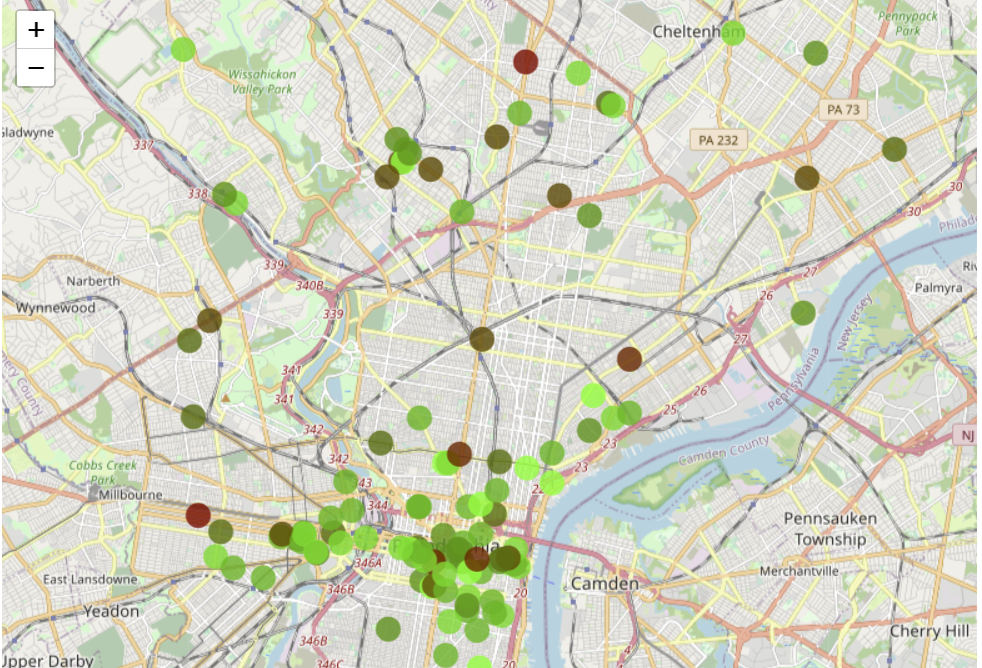 +
−
Cheltenham
Pennypack
Park
Wissahickon
Valley Park
PA 73
Gladwyne
PA 232
337
338
30
30
339
Narberth
340B
27
26
Palmyra
Wynnewood
339
New Jersey
27
Pennsylvania
341
26
341
25
342
23
NJ
Camden County
342
23
Cobbs Creek
Park
43
Millbourne
344
22
Pennsauken
Township
346A
Merchantville
East Lansdowne
346B
Camden
20
Yeadon
Cherry Hill
346B
4
Upper Darby
346C
20